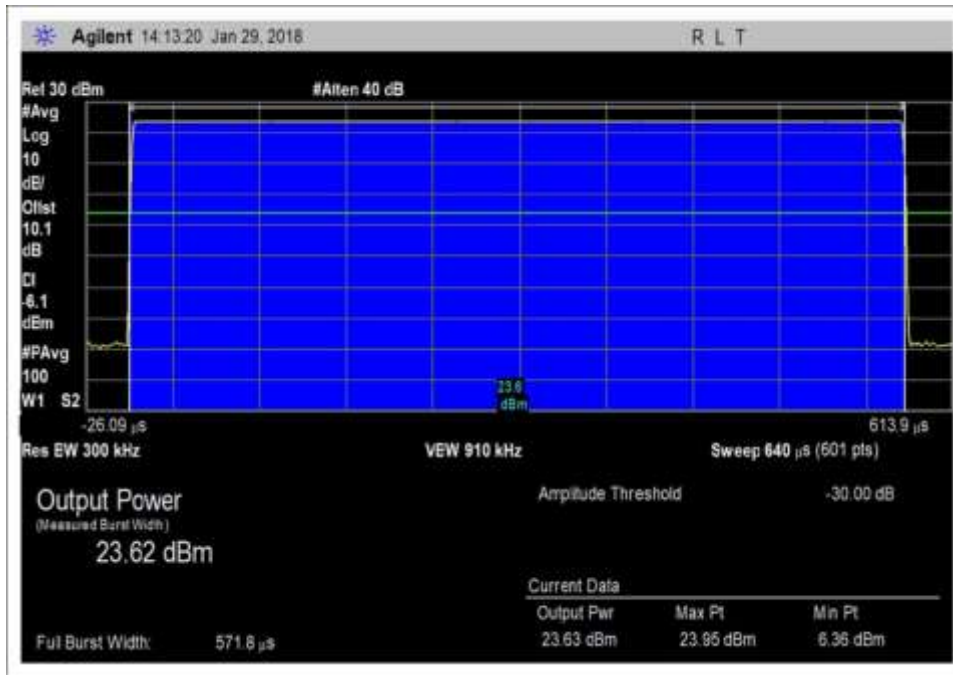 Agilent 14:13:20 Jan 29, 2018 R L T
Ref 30 dBm #Atten 40 dB
#Avg
Log
10
dB/
Offst
10.1
dB
DI
-6.1
dBm
#PAvg
100
W1 S2
23.6
dBm
-26.09 µs 613.9 µs
Res BW 300 kHz VBW 910 kHz Sweep 640 µs (601 pts)
Output Power
(Measured Burst Width)
23.62 dBm
Amplitude Threshold -30.00 dB
Current Data
Output Pwr Max Pt Min Pt
23.63 dBm 23.95 dBm 6.36 dBm
Full Burst Width: 571.8 µs